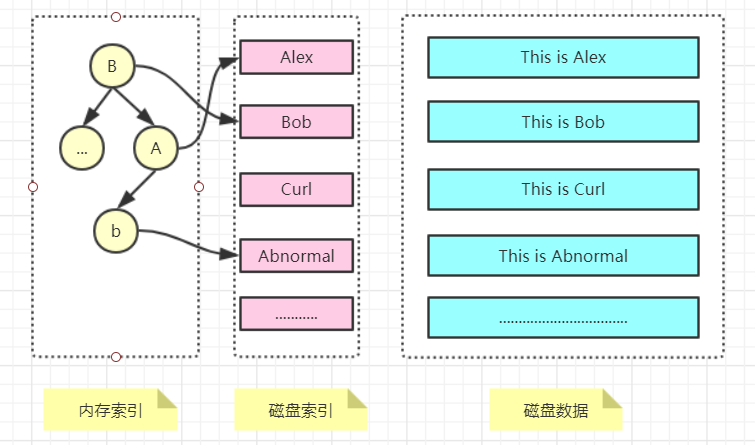 B
...
A
b
Alex
Bob
Curl
Abnormal
...........
This is Alex
This is Bob
This is Curl
This is Abnormal
.................................
内存索引
磁盘索引
磁盘数据